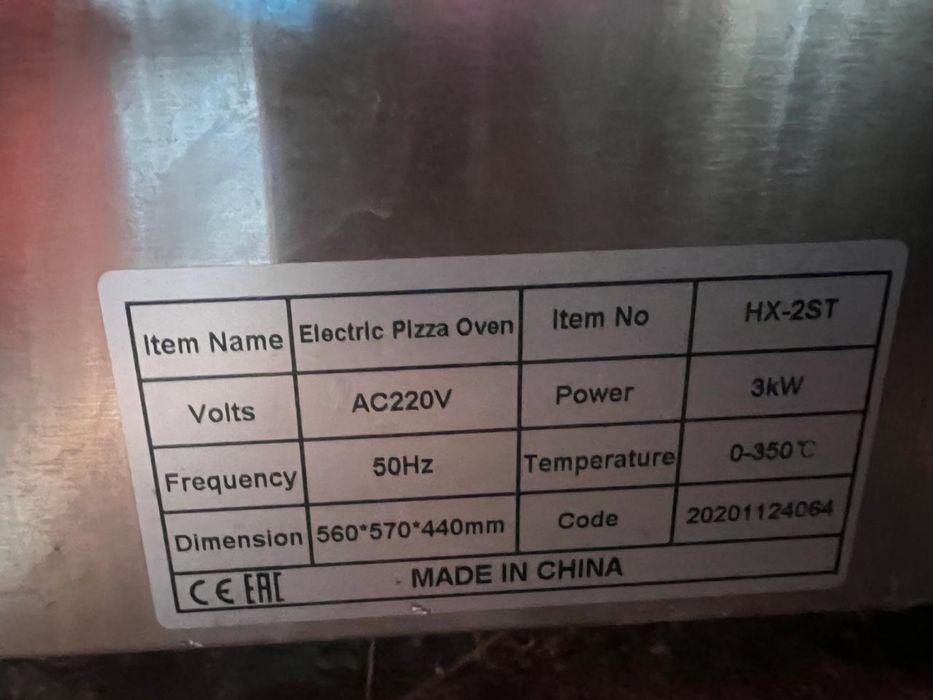 Item Name Electric Pizza Oven Item No HX-2ST
Volts AC220V Power 3kW
Frequency 50Hz Temperature 0-350℃
Dimension 560*570*440mm Code 20201124064
CE EAC MADE IN CHINA